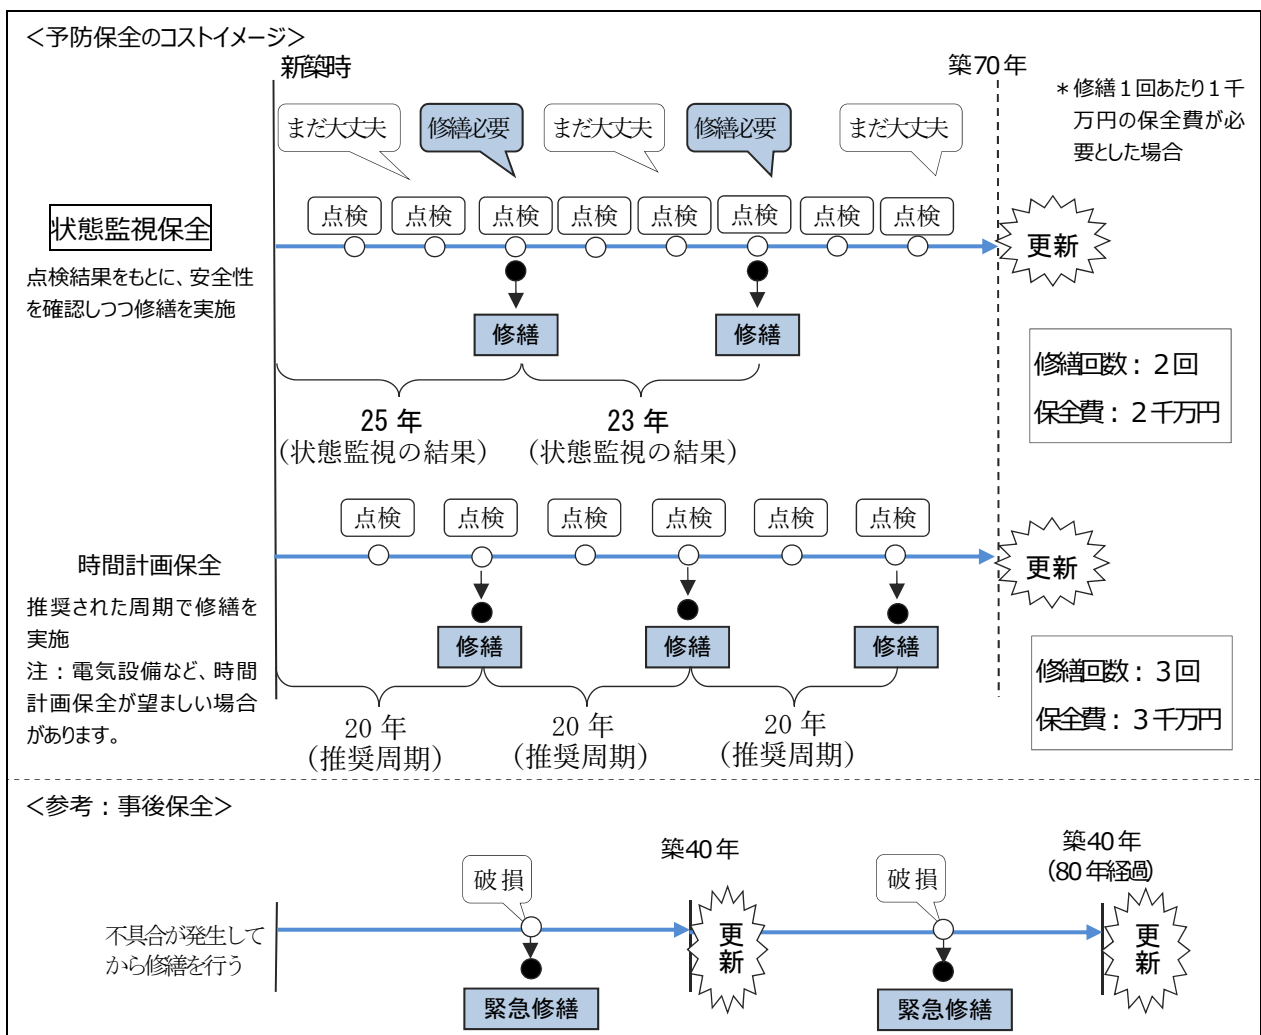 ＜予防保全のコストイメージ＞
新築時
築70年
＊修繕１回あたり１千
万円の保全費が必
要とした場合
まだ大丈夫
修繕必要
まだ大丈夫
修繕必要
まだ大丈夫
点検
点検
点検
点検
点検
点検
点検
点検
状態監視保全
更新
点検結果をもとに、安全性
を確認しつつ修繕を実施
修繕
修繕
修繕回数：２回
保全費：２千万円
25 年
（状態監視の結果）
23 年
（状態監視の結果）
点検
点検
点検
点検
点検
点検
時間計画保全
更新
推奨された周期で修繕を
実施
注：電気設備など、時間
計画保全が望ましい場合
があります。
修繕
修繕
修繕
修繕回数：３回
保全費：３千万円
20 年
（推奨周期）
20 年
（推奨周期）
20 年
（推奨周期）
＜参考：事後保全＞
築40年
築40年
（80年経過）
破損
破損
不具合が発生して
から修繕を行う
更新
更新
緊急修繕
緊急修繕